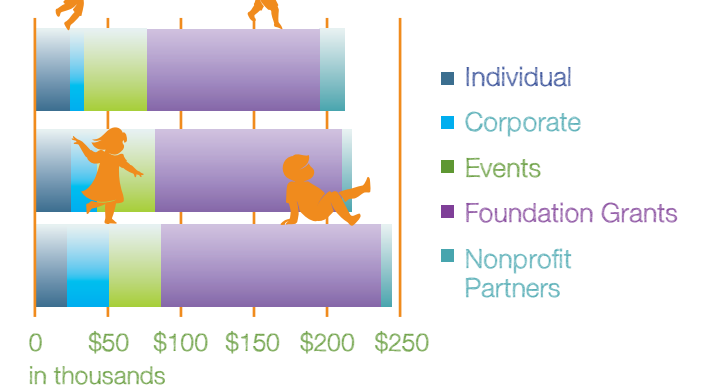 Individual
Corporate
Events
Foundation Grants
Nonprofit
Partners
0 $50 $100 $150 $200 $250
in thousands